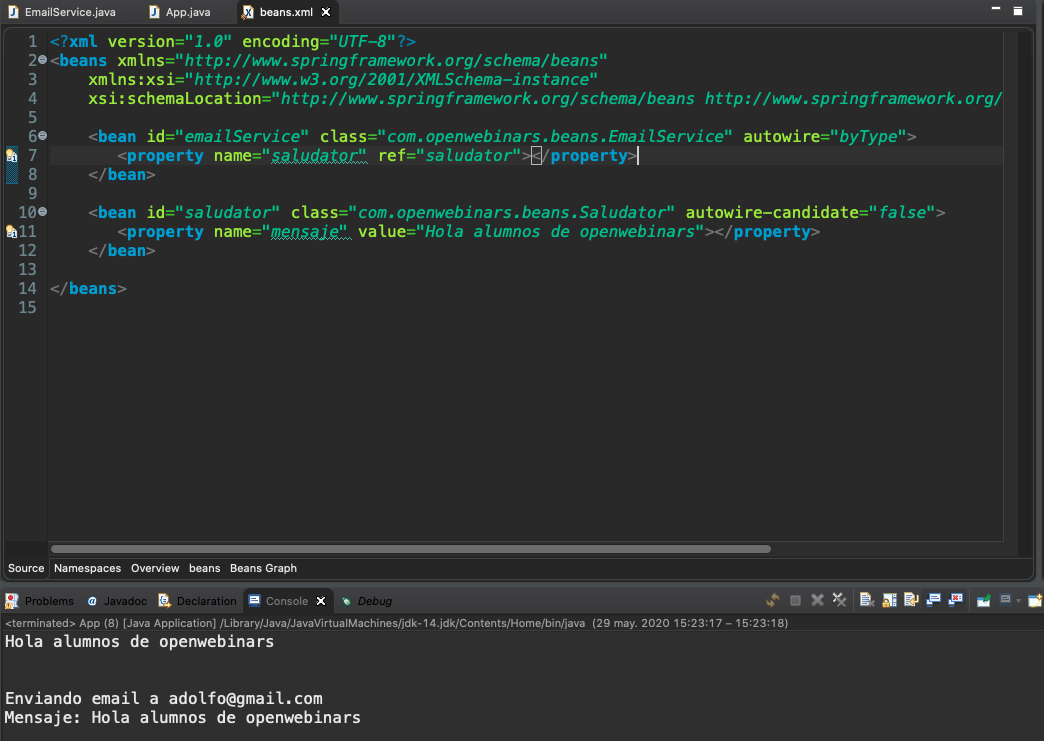 EmailService.java App.java beans.xml
1 <?xml version="1.0" encoding="UTF-8"?>
2 <beans xmlns="http://www.springframework.org/schema/beans"
3 xmlns:xsi="http://www.w3.org/2001/XMLSchema-instance"
4 xsi:schemaLocation="http://www.springframework.org/schema/beans http://www.springframework.org/
5
6 <bean id="emailService" class="com.openwebinars.beans.EmailService" autowire="byType">
7 <property name="saludator" ref="saludator"></property>
8 </bean>
9
10 <bean id="saludator" class="com.openwebinars.beans.Saludator" autowire-candidate="false">
11 <property name="mensaje" value="Hola alumnos de openwebinars"></property>
12 </bean>
13
14 </beans>
15
Source Namespaces Overview beans Beans Graph
Problems @ Javadoc Declaration Console Debug
<terminated> App (8) [Java Application] /Library/Java/JavaVirtualMachines/jdk-14.jdk/Contents/Home/bin/java (29 may. 2020 15:23:17 – 15:23:18)
Hola alumnos de openwebinars
Enviando email a adolfo@gmail.com
Mensaje: Hola alumnos de openwebinars